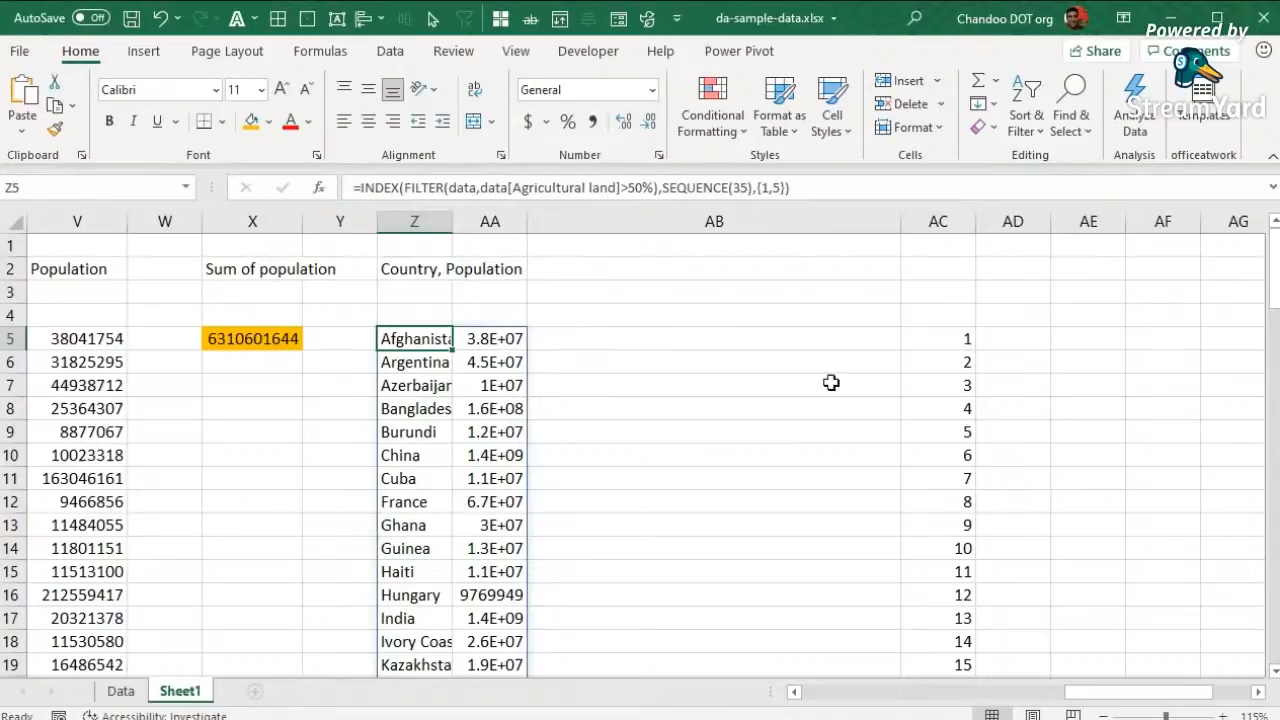 AutoSave Off da-sample-data.xlsx Chandoo DOT org
Powered by
File Home Insert Page Layout Formulas Data Review View Developer Help Power Pivot Share Comments
StreamYard
Calibri 11 General Insert
Paste Conditional Formatting Format as Table Cell Styles Delete Sort & Filter Find & Select Analyze Data Templates
Format
Clipboard Font Alignment Number Styles Cells Editing Analysis officeatwork
Z5 =INDEX(FILTER(data,data[Agricultural land]>50%),SEQUENCE(35),{1,5})
V W X Y Z AA AB AC AD AE AF AG
1
2 Population Sum of population Country, Population
3
4
5 38041754 6310601644 Afghanista 3.8E+07 1
6 31825295 Argentina 4.5E+07 2
7 44938712 Azerbaijar 1E+07 3
8 25364307 Banglades 1.6E+08 4
9 8877067 Burundi 1.2E+07 5
10 10023318 China 1.4E+09 6
11 163046161 Cuba 1.1E+07 7
12 9466856 France 6.7E+07 8
13 11484055 Ghana 3E+07 9
14 11801151 Guinea 1.3E+07 10
15 11513100 Haiti 1.1E+07 11
16 212559417 Hungary 9769949 12
17 20321378 India 1.4E+09 13
18 11530580 Ivory Coas 2.6E+07 14
19 16486542 Kazakhsta 1.9E+07 15
Data Sheet1
Ready Accessibility: Investigate 115%